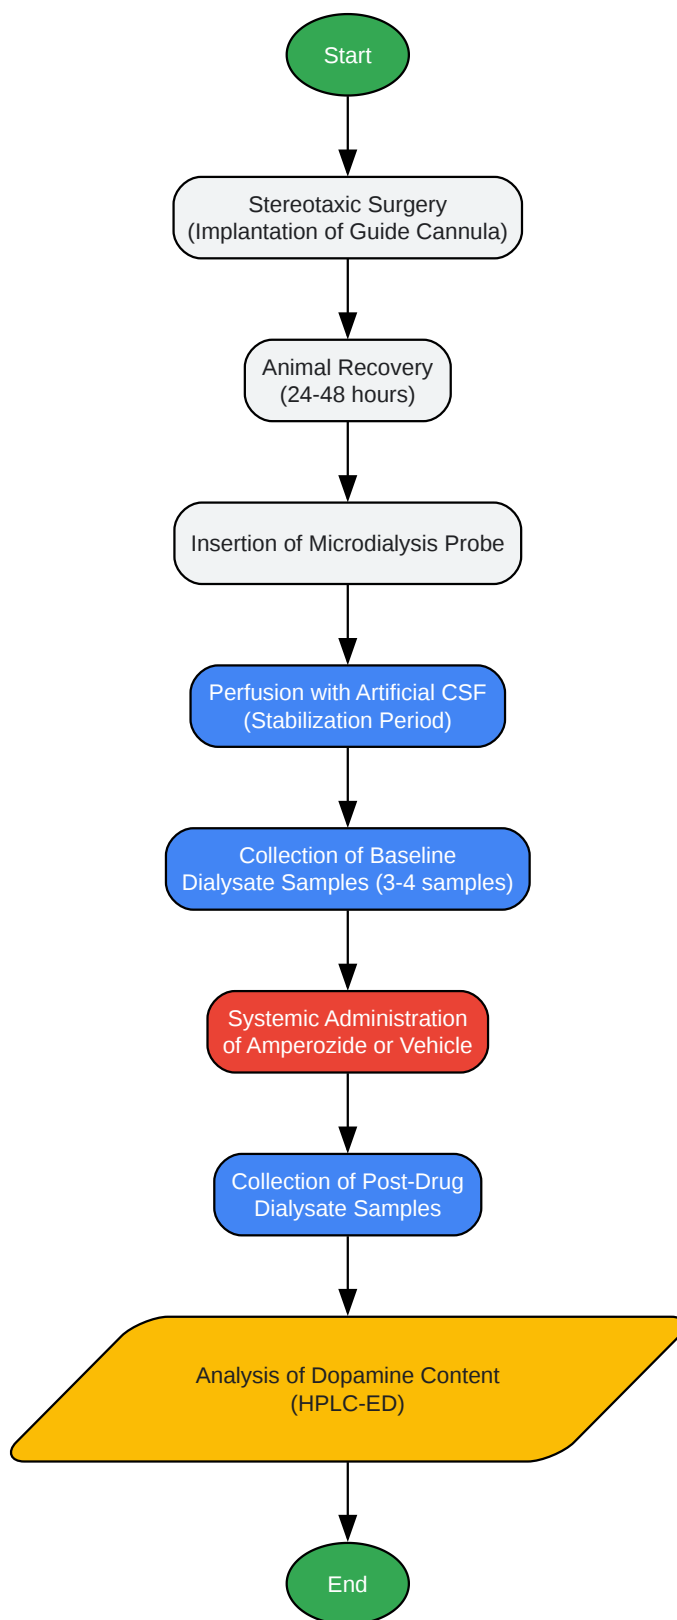 Start
Stereotaxic Surgery
(Implantation of Guide Cannula)
Animal Recovery
(24-48 hours)
Insertion of Microdialysis Probe
Perfusion with Artificial CSF
(Stabilization Period)
Collection of Baseline
Dialysate Samples (3-4 samples)
Systemic Administration
of Amperozide or Vehicle
Collection of Post-Drug
Dialysate Samples
Analysis of Dopamine Content
(HPLC-ED)
End